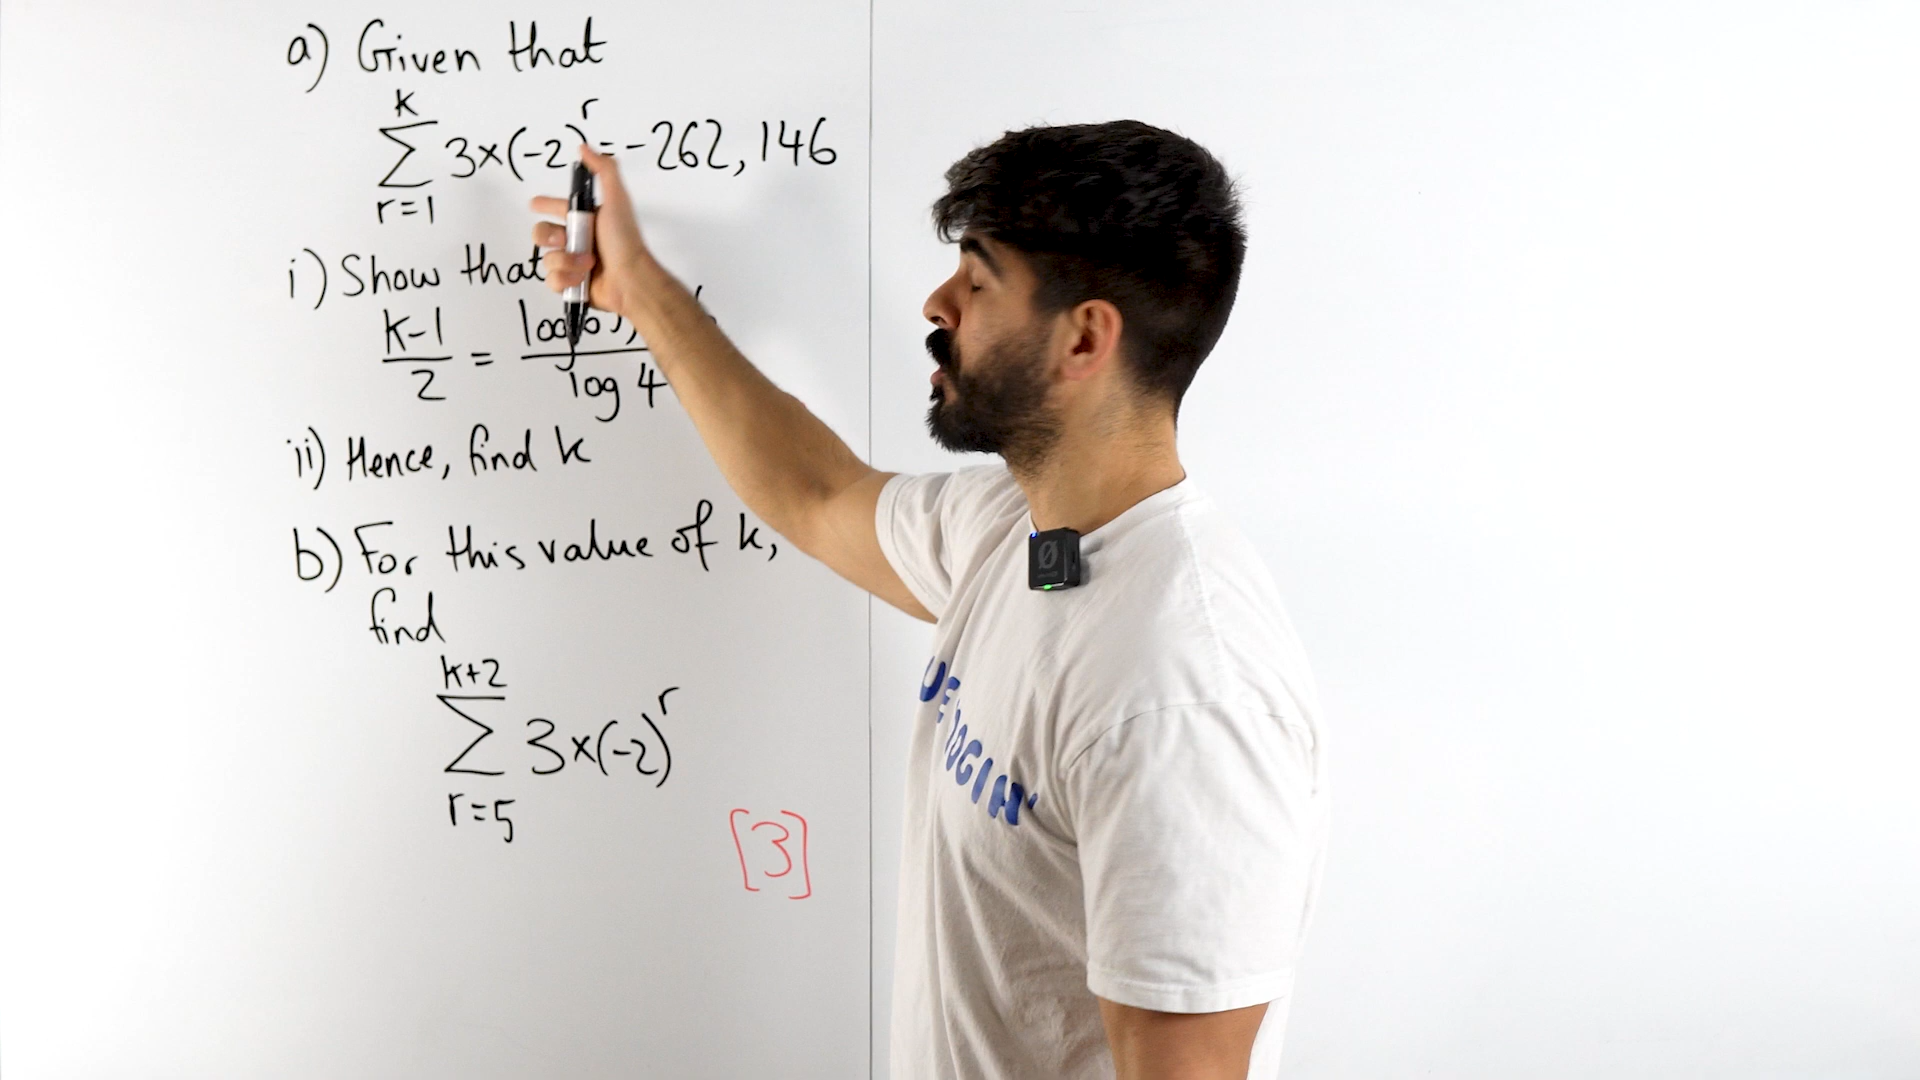 a) Given that
k
∑ 3×(-2)^r = -262,146
r=1
i) Show that
k-1 = log
2 log 4
ii) Hence, find k
b) For this value of k,
find
k+2
∑ 3×(-2)^r
r=5
[3]